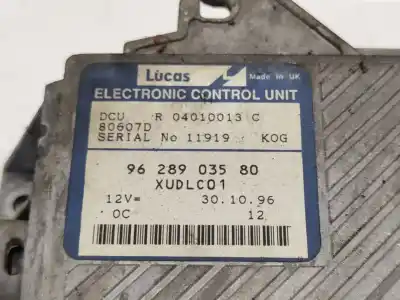 Lucas
Made in UK
ELECTRONIC CONTROL UNIT
DCU R 04010013 C
80607D
SERIAL No 11919 KOG
96 289 035 80
XUDLC01
12V= 30.10.96
OC 12